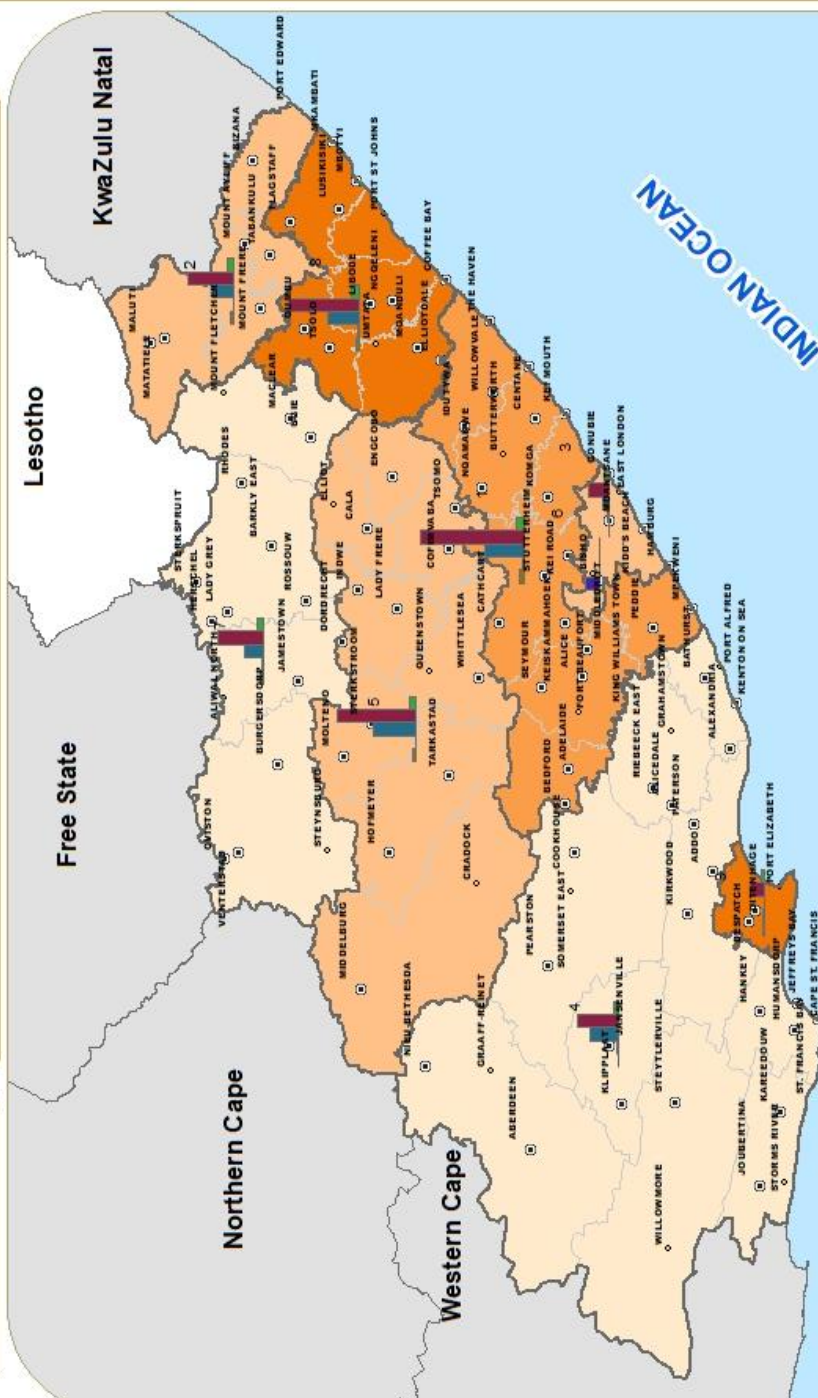 KwaZulu Natal
Lesotho
Free State
Northern Cape
Western Cape
INDIAN OCEAN
PORT EDWARD
BIZANA
MOUNT AYLIFF
TABANKULU
FLAGSTAFF
MKAMBATI
LUSIKISIKI
MBOTYI
PORT ST JOHNS
2
MALUTI
MATATIELE
MOUNT FLETCHER
MOUNT FRERE
QUMBU
TSOLO
8
LIBODE
NGQELENI
UMTATA
MQANDULI
COFFEE BAY
ELLIOTDALE
MACLEAR
UGIE
RHODES
BARKLY EAST
ELLIOT
CALA
ENGCOBO
IDUTYWA
WILLOWVALE
THE HAVEN
BUTTERWORTH
CENTANE
KEI MOUTH
NQAMAKWE
TSOMO
STERKSPRUIT
HERSCHEL
LADY GREY
ROSSOUW
DORDRECHT
INDWE
LADY FRERE
COFIMVABA
1
STUTTERHEIM
KOMGA
6
3
GONUBIE
MDANTSANE
EAST LONDON
KIDD'S BEACH
HAMBURG
ALIWAL NORTH
JAMESTOWN
BURGERSDORP
MOLTENO
STERKSTROOM
QUEENSTOWN
WHITTLESEA
CATHCART
SEYMOUR
KEISKAMMAHOEK
KEI ROAD
BISHO
ALICE
FORT BEAUFORT
MIDDLEDRIFT
KING WILLIAMS TOWN
PEDDIE
BATHURST
PORT ALFRED
KENTON ON SEA
ALEXANDRIA
GRAHAMSTOWN
RIEBEECK EAST
ALICEDALE
PATERSON
5
TARKASTAD
OVISTON
VENTERSTAD
STEYNSBURG
HOFMEYER
CRADOCK
BEDFORD
ADELAIDE
COOKHOUSE
SOMERSET EAST
PEARSTON
KIRKWOOD
ADDO
MIDDELBURG
NIEU-BETHESDA
GRAAFF-REINET
ABERDEEN
4
JANSENVILLE
KLIPPLAAT
STEYTLERVILLE
WILLOWMORE
DESPATCH
UITENHAGE
PORT ELIZABETH
HANKEY
HUMANSDORP
JEFFREYS BAY
CAPE ST. FRANCIS
ST. FRANCIS BAY
KAREEDOUW
JOUBERTINA
STORMS RIVER